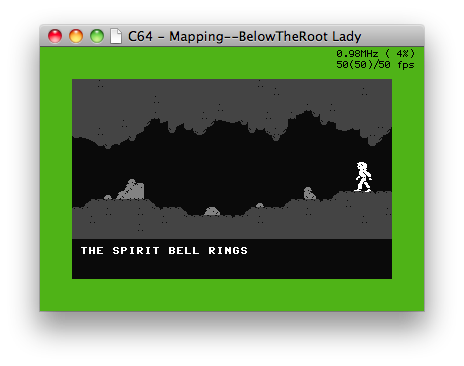 C64 - Mapping--BelowTheRoot Lady
0.98MHz ( 4%)
50(50)/50 fps
THE SPIRIT BELL RINGS